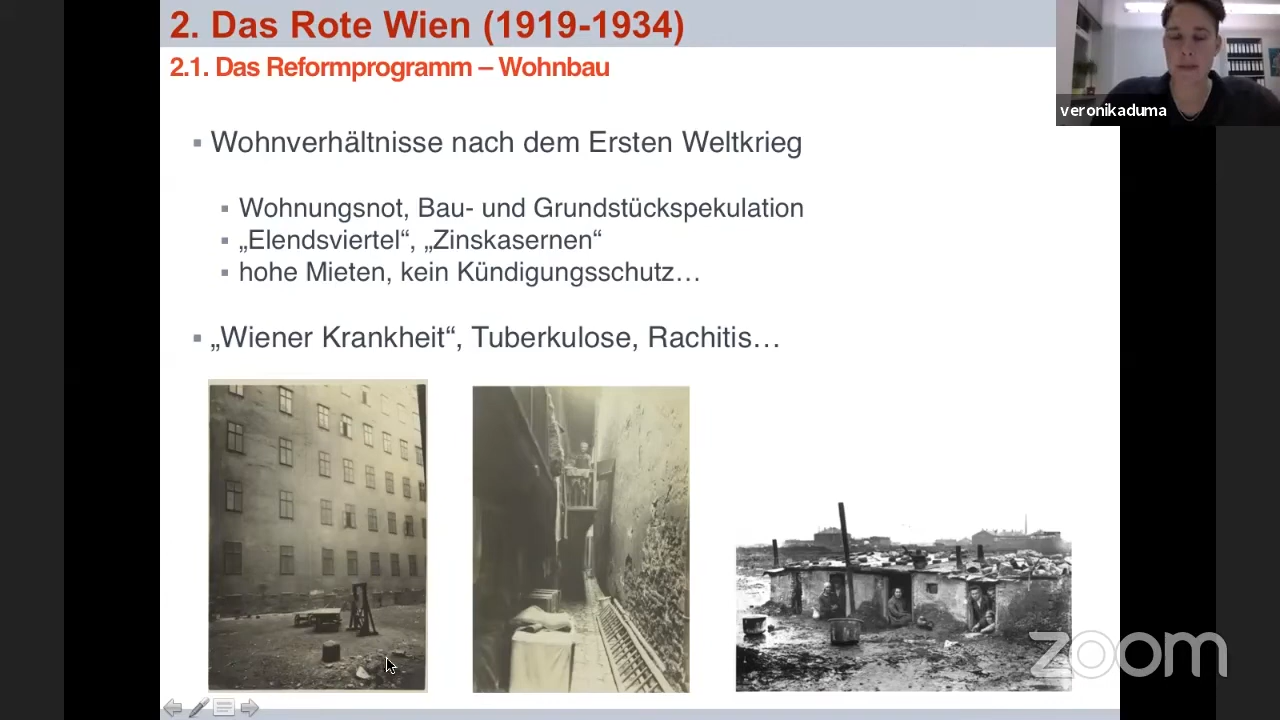 2. Das Rote Wien (1919-1934)
2.1. Das Reformprogramm – Wohnbau
veronikaduma
Wohnverhältnisse nach dem Ersten Weltkrieg
Wohnungsnot, Bau- und Grundstückspekulation
„Elendsviertel“, „Zinskasernen“
hohe Mieten, kein Kündigungsschutz…
„Wiener Krankheit“, Tuberkulose, Rachitis…
zoom